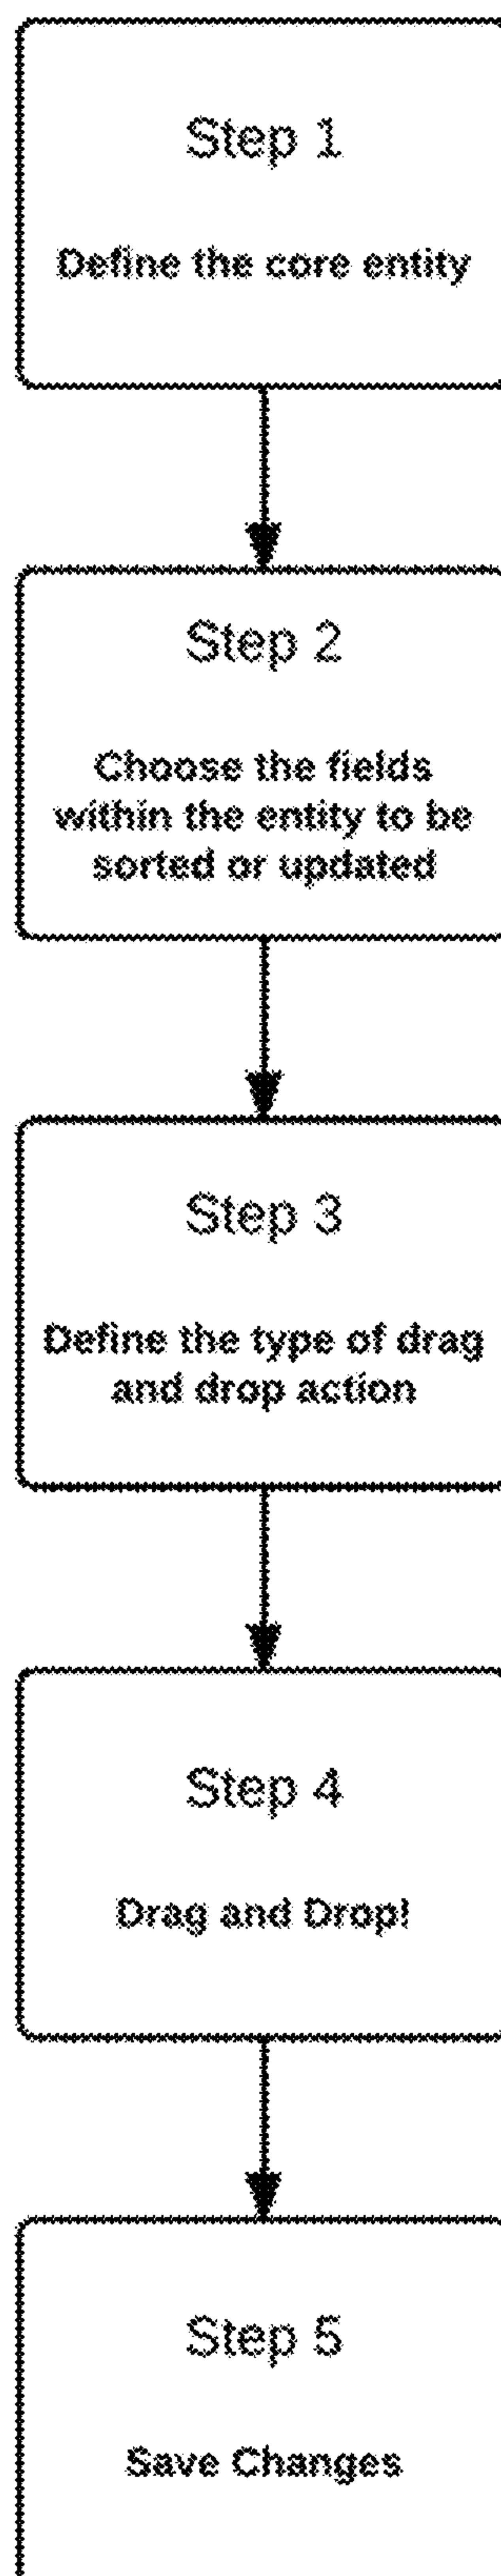 Step 1
Define the core entity
Step 2
Choose the fields
within the entity to be
sorted or updated
Step 3
Define the type of drag
and drop action
Step 4
Drag and Drop!
Step 5
Save Changes